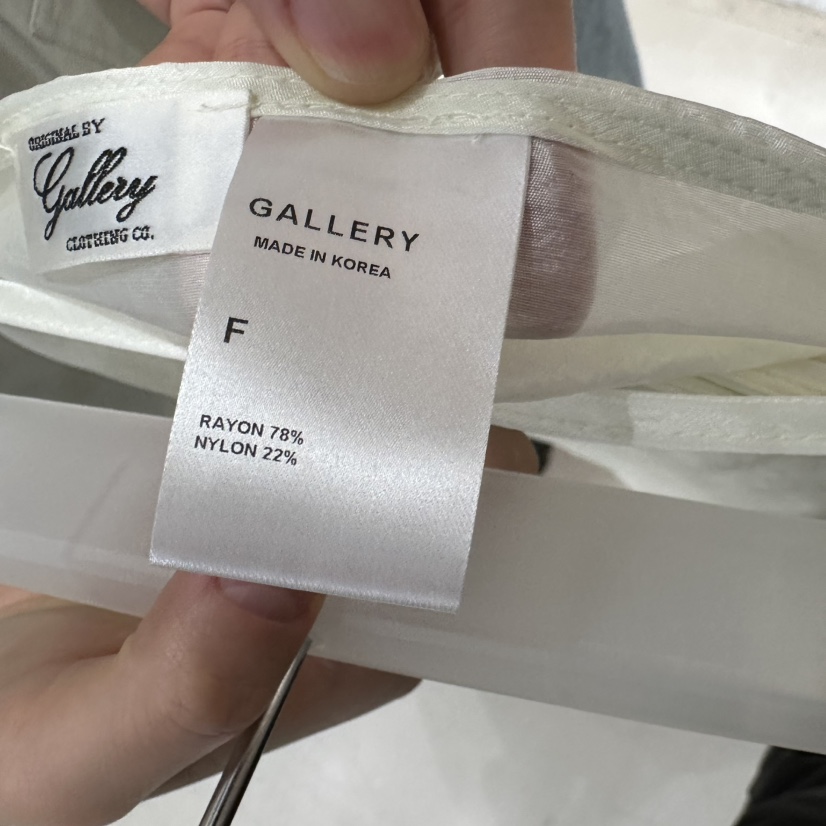 ORIGINAL BY
Gallery
CLOTHING CO.
GALLERY
MADE IN KOREA
F
RAYON 78%
NYLON 22%